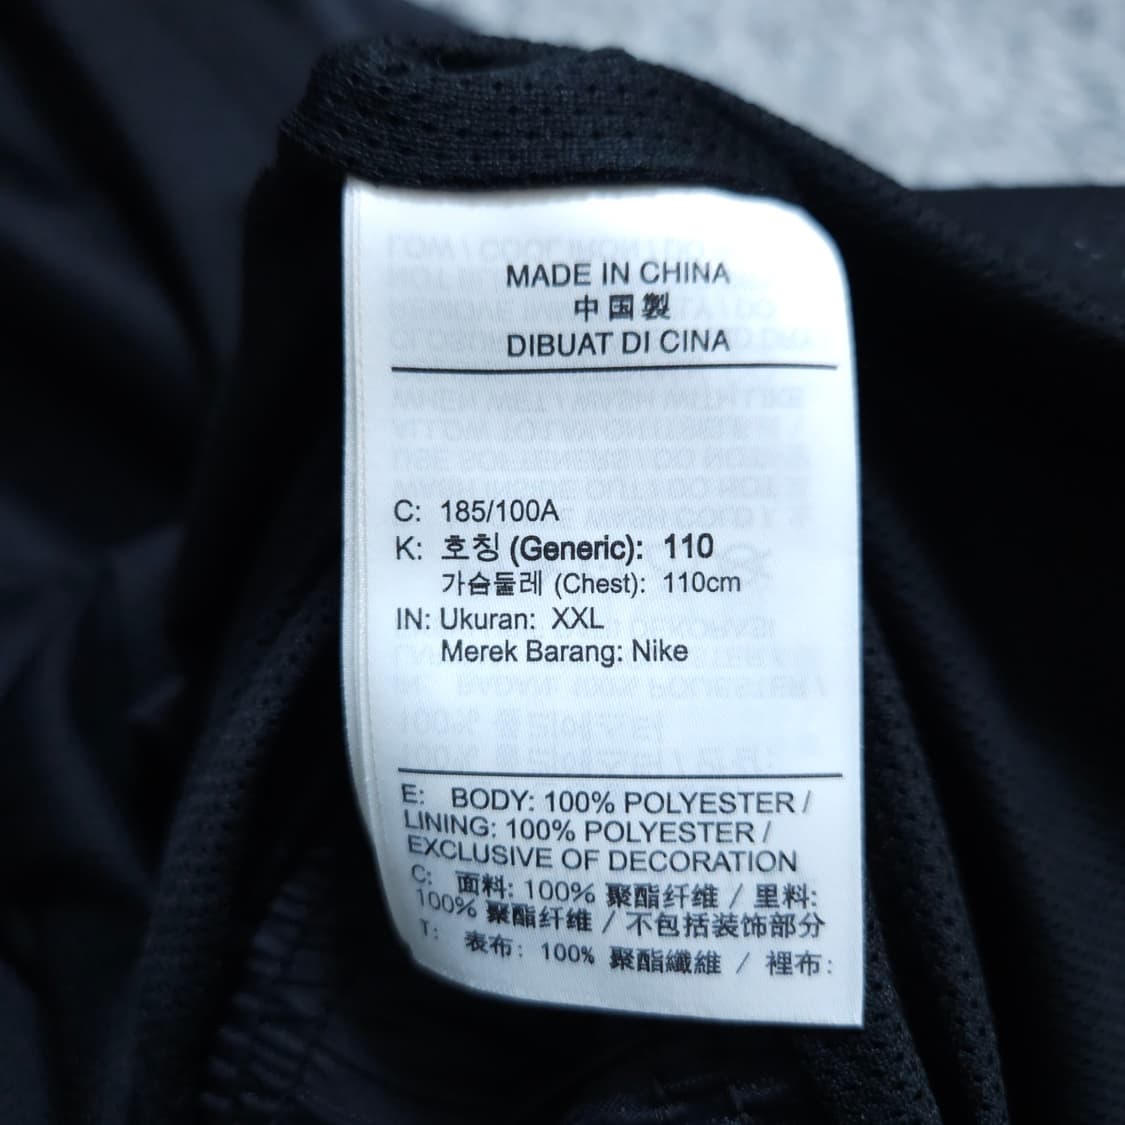 MADE IN CHINA
中国製
DIBUAT DI CINA
C: 185/100A
K: 호칭 (Generic): 110
가슴둘레 (Chest): 110cm
IN: Ukuran: XXL
Merek Barang: Nike
E: BODY: 100% POLYESTER /
LINING: 100% POLYESTER /
EXCLUSIVE OF DECORATION
C: 面料: 100% 聚酯纤维 / 里料:
100% 聚酯纤维 / 不包括装饰部分
T: 表布: 100% 聚酯纖維 / 裡布: